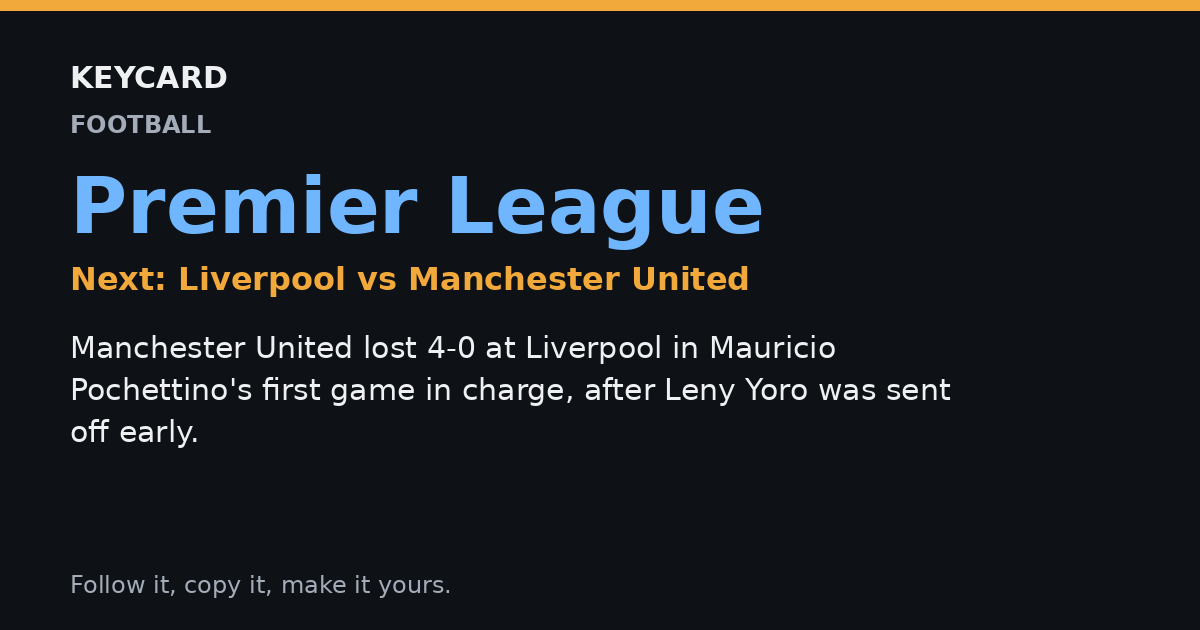 KEYCARD
FOOTBALL
Premier League
Next: Liverpool vs Manchester United
Manchester United lost 4-0 at Liverpool in Mauricio
Pochettino's first game in charge, after Leny Yoro was sent
off early.
Follow it, copy it, make it yours.